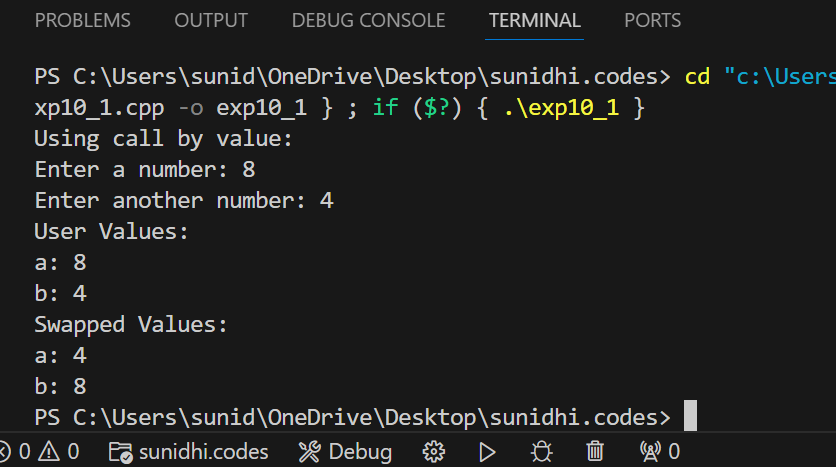 PROBLEMS OUTPUT DEBUG CONSOLE TERMINAL PORTS
PS C:\Users\sunid\OneDrive\Desktop\sunidhi.codes> cd "c:\Users
xp10_1.cpp -o exp10_1 } ; if ($?) { .\exp10_1 }
Using call by value:
Enter a number: 8
Enter another number: 4
User Values:
a: 8
b: 4
Swapped Values:
a: 4
b: 8
PS C:\Users\sunid\OneDrive\Desktop\sunidhi.codes>
0 0 sunidhi.codes Debug 0